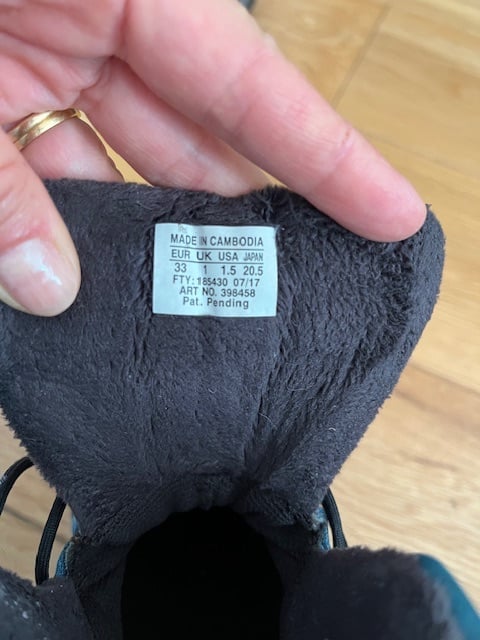 MADE IN CAMBODIA
EUR UK USA JAPAN
33 1 1.5 20.5
FTY: 185430 07/17
ART NO. 398458
Pat. Pending